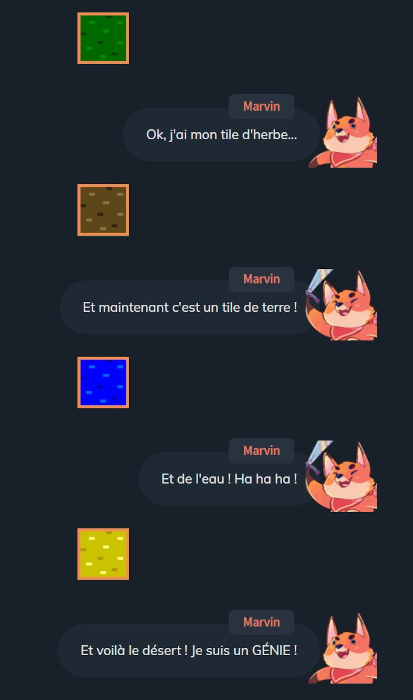 Marvin
Ok, j'ai mon tile d'herbe...
Marvin
Et maintenant c'est un tile de terre !
Marvin
Et de l'eau ! Ha ha ha !
Marvin
Et voilà le désert ! Je suis un GÉNIE !